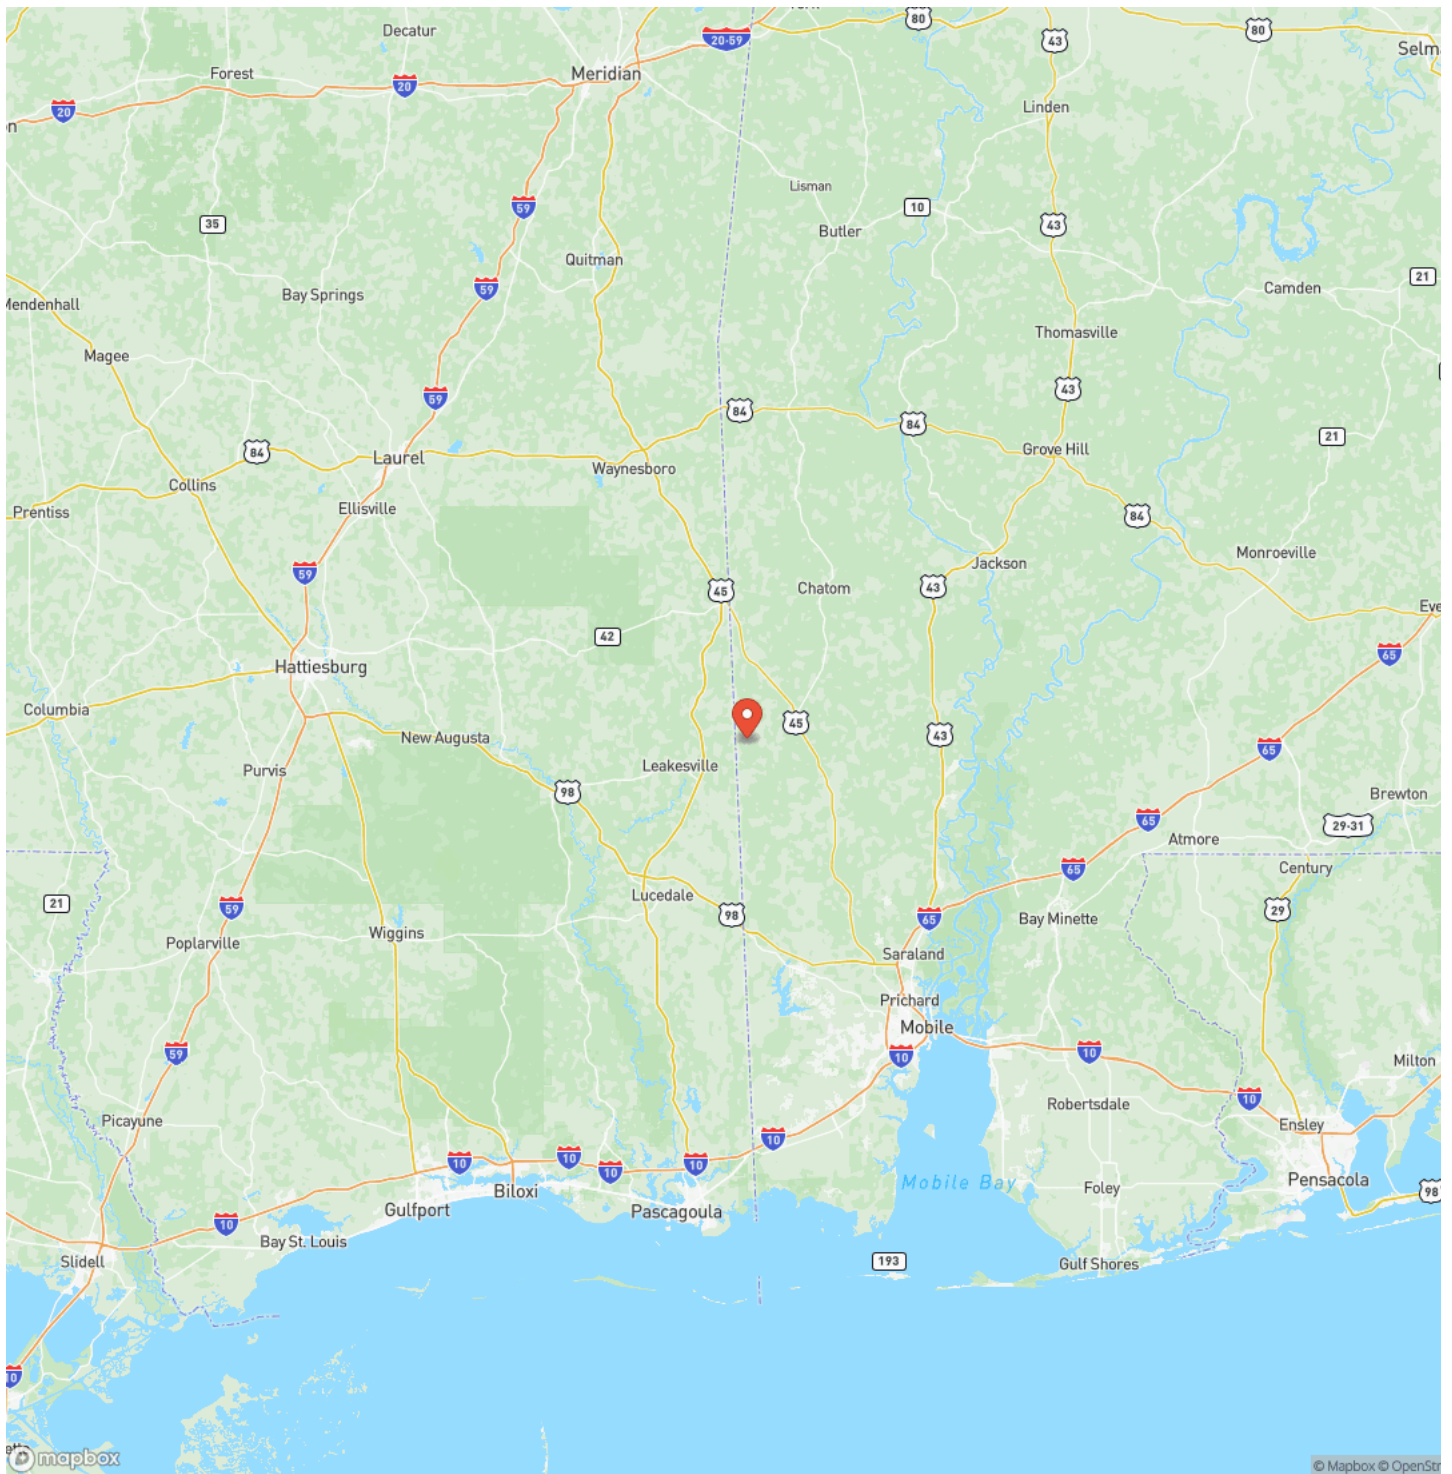 Decatur
York
80
20-59
43
80
Selm
Forest
20
Meridian
20
on
Linden
Lisman
59
10
35
Butler
43
Quitman
21
Camden
59
Bay Springs
Mendenhall
Thomasville
Magee
43
59
84
84
84
Grove Hill
21
Laurel
Waynesboro
Collins
Ellisville
Prentiss
84
Monroeville
59
Jackson
45
Chatom
43
Eve
42
65
Hattiesburg
Columbia
45
43
New Augusta
65
Purvis
Leakesville
98
Brewton
65
29-31
Atmore
65
Century
Lucedale
21
59
98
65
29
Bay Minette
Wiggins
Poplarville
Saraland
Prichard
Mobile
59
10
10
Milton
10
Robertsdale
Picayune
Ensley
10
10
10
10
10
Mobile Bay
Pensacola
Foley
98
Biloxi
Gulfport
Pascagoula
10
Bay St. Louis
Slidell
193
Gulf Shores
10
mapbox
© Mapbox © OpenStr